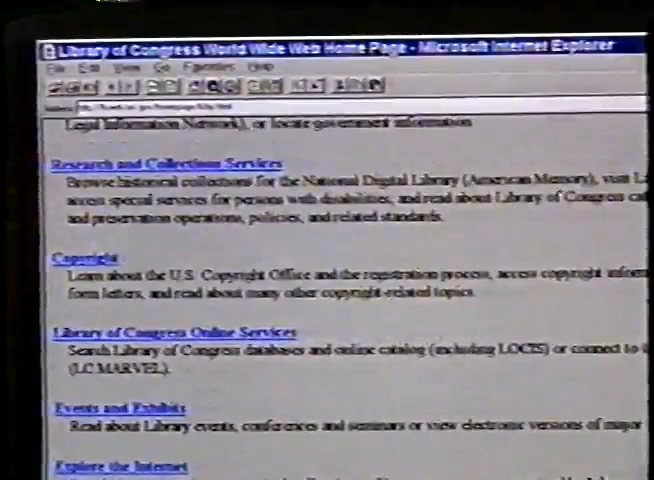 Library of Congress World Wide Web Home Page - Microsoft Internet Explorer
File Edit View Go Favorites Help
Legal Information Network), or locate government information
Research and Collections Services
Browse historical collections for the National Digital Library (American Memory), visit
access special services for persons with disabilities, and read about Library of Congress
and preservation operations, policies, and related standards.
Copyright
Learn about the U.S. Copyright Office and the registration process, access copyright
form letters, and read about many other copyright-related topics.
Library of Congress Online Services
Search Library of Congress databases and online catalog (including LOCIS) or connect to
(LC MARVEL).
Events and Exhibits
Read about Library events, conferences and seminars or view electronic versions of major
Explore the Internet